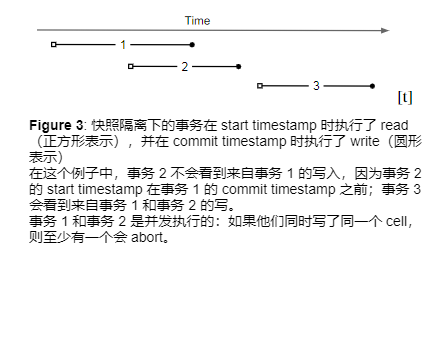 Time
1
2
3
[t]
Figure 3: 快照隔离下的事务在 start timestamp 时执行了 read
（正方形表示），并在 commit timestamp 时执行了 write（圆形
表示）
在这个例子中，事务 2 不会看到来自事务 1 的写入，因为事务 2
的 start timestamp 在事务 1 的 commit timestamp 之前；事务 3
会看到来自事务 1 和事务 2 的写。
事务 1 和事务 2 是并发执行的：如果他们同时写了同一个 cell，
则至少有一个会 abort。